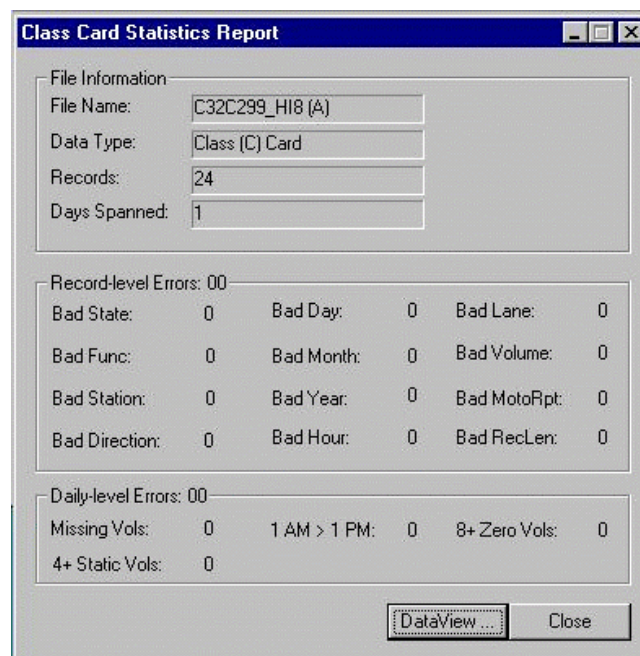 Class Card Statistics Report
File Information
File Name: C32C299_HI8 (A)
Data Type: Class (C) Card
Records: 24
Days Spanned: 1
Record-level Errors: 00
Bad State: 0 Bad Day: 0 Bad Lane: 0
Bad Func: 0 Bad Month: 0 Bad Volume: 0
Bad Station: 0 Bad Year: 0 Bad MotoRpt: 0
Bad Direction: 0 Bad Hour: 0 Bad RecLen: 0
Daily-level Errors: 00
Missing Vols: 0 1 AM > 1 PM: 0 8+ Zero Vols: 0
4+ Static Vols: 0
DataView ... Close